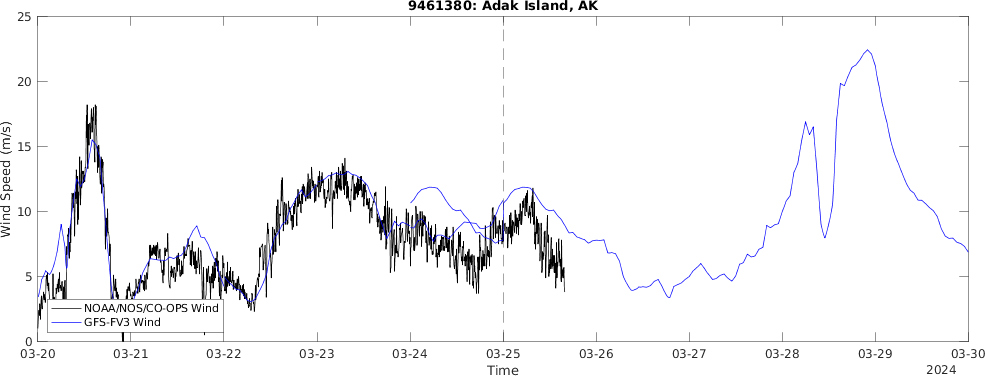 9461380: Adak Island, AK
25
20
15
10
5
0
Wind Speed (m/s)
NOAA/NOS/CO-OPS Wind
GFS-FV3 Wind
03-20 03-21 03-22 03-23 03-24 03-25 03-26 03-27 03-28 03-29 03-30
Time
2024